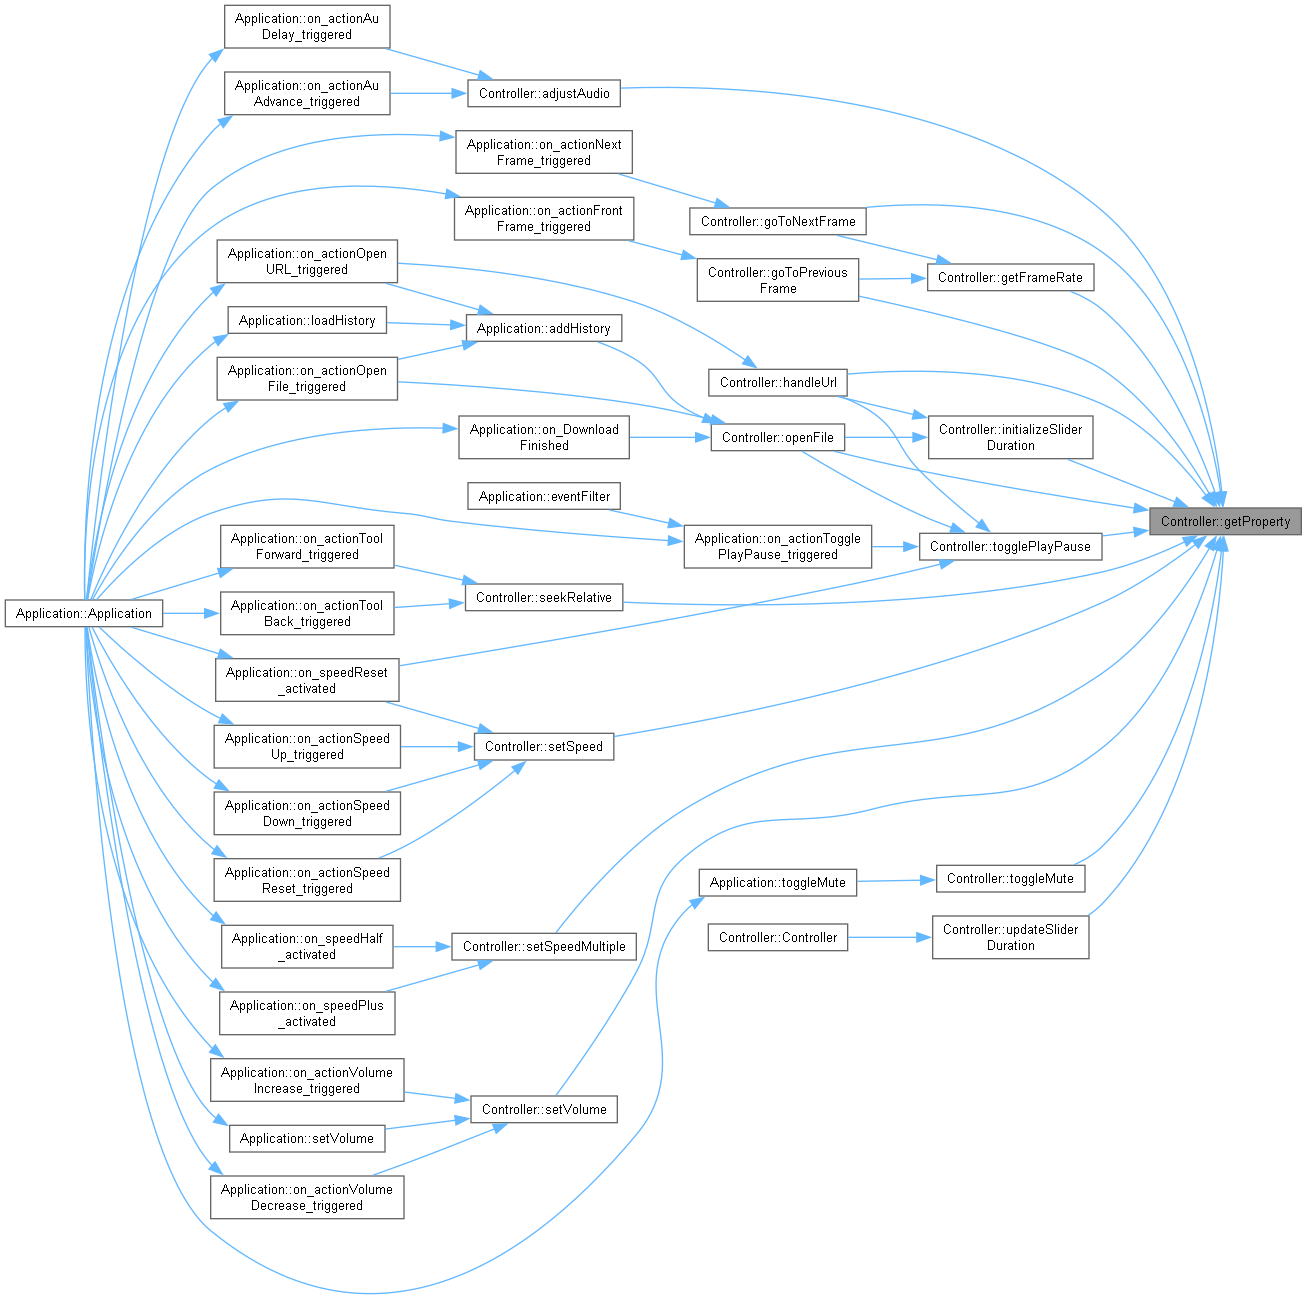 Application::on_actionAu
Delay_triggered
Application::on_actionAu
Advance_triggered
Controller::adjustAudio
Application::on_actionNext
Frame_triggered
Application::on_actionFront
Frame_triggered
Controller::goToNextFrame
Application::on_actionOpen
URL_triggered
Controller::goToPrevious
Frame
Controller::getFrameRate
Application::loadHistory
Application::addHistory
Application::on_actionOpen
File_triggered
Controller::handleUrl
Application::on_Download
Finished
Controller::openFile
Controller::initializeSlider
Duration
Application::eventFilter
Controller::getProperty
Application::on_actionTool
Forward_triggered
Application::on_actionToggle
PlayPause_triggered
Controller::togglePlayPause
Application::Application
Application::on_actionTool
Back_triggered
Controller::seekRelative
Application::on_speedReset
_activated
Application::on_actionSpeed
Up_triggered
Controller::setSpeed
Application::on_actionSpeed
Down_triggered
Application::on_actionSpeed
Reset_triggered
Application::toggleMute
Controller::toggleMute
Application::on_speedHalf
_activated
Controller::setSpeedMultiple
Controller::Controller
Controller::updateSlider
Duration
Application::on_speedPlus
_activated
Application::on_actionVolume
Increase_triggered
Controller::setVolume
Application::setVolume
Application::on_actionVolume
Decrease_triggered